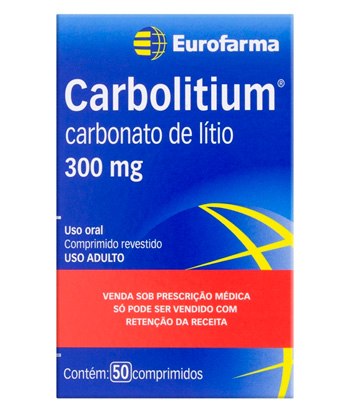 Eurofarma
Carbolitium®
carbonato de lítio
300 mg
Uso oral
Comprimido revestido
USO ADULTO
VENDA SOB PRESCRIÇÃO MÉDICA
SÓ PODE SER VENDIDO COM
RETENÇÃO DA RECEITA
Contém: 50 comprimidos